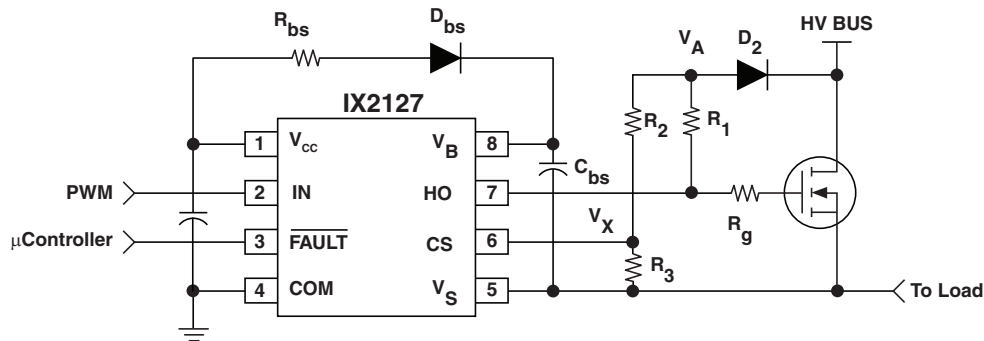 R_bs
D_bs
V_A
D_2
HV BUS
IX2127
R_2
R_1
1
V_CC
V_B
8
C_bs
PWM
2
IN
HO
7
V_X
R_g
μController
3
FAULT
CS
6
R_3
4
COM
V_S
5
To Load